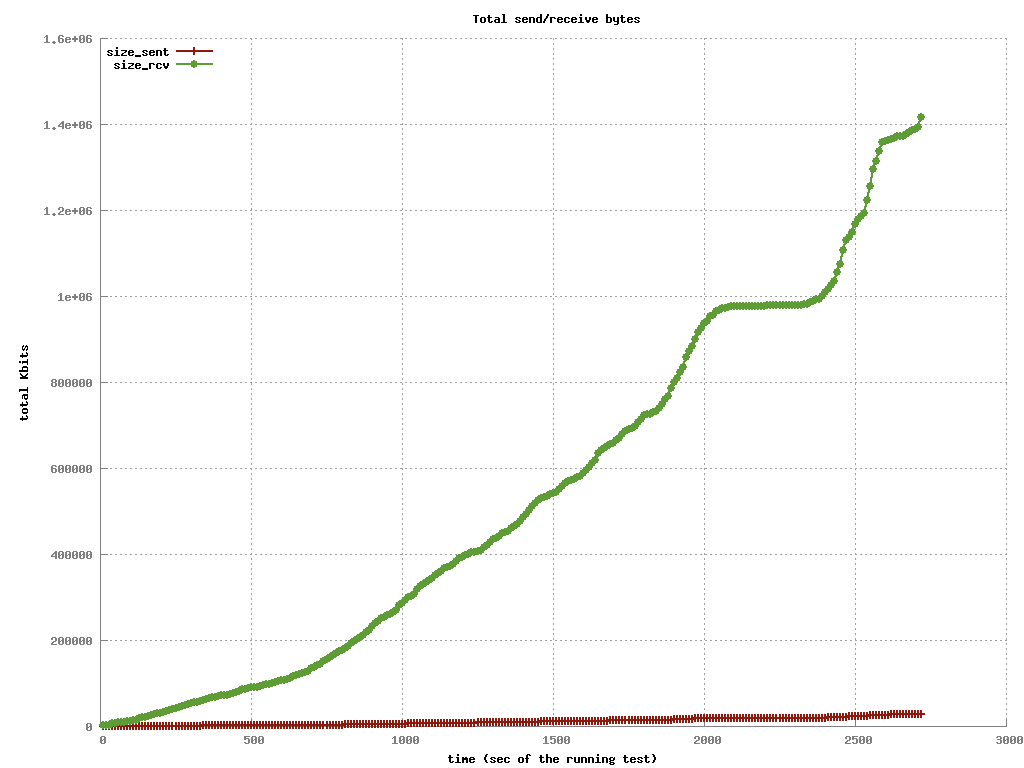 Total send/receive bytes
size_sent
size_rcv
1.6e+06
1.4e+06
1.2e+06
1e+06
800000
600000
400000
200000
0
total Kbits
0 500 1000 1500 2000 2500 3000
time (sec of the running test)